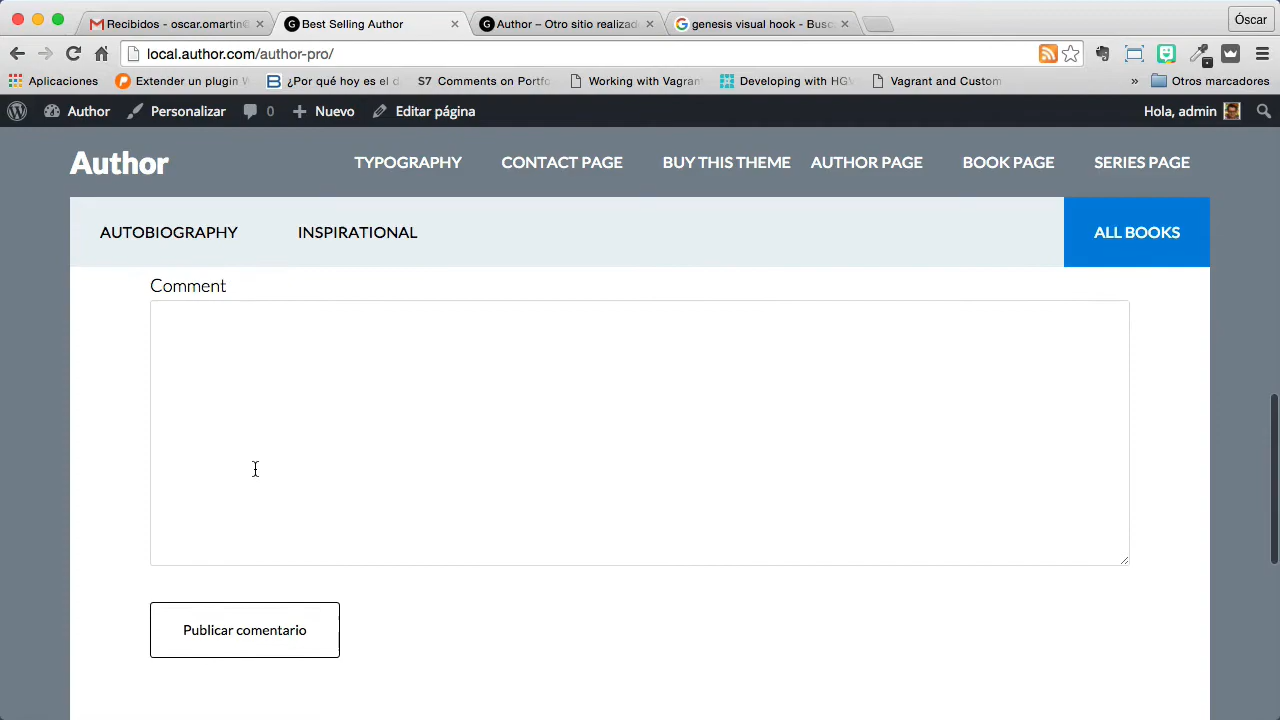 Recibidos - oscar.omartin@
Best Selling Author
Author – Otro sitio realizad
genesis visual hook - Busc
Óscar
local.author.com/author-pro/
Aplicaciones
Extender un plugin W
¿Por qué hoy es el d
S7 Comments on Portfo
Working with Vagran
Developing with HGV
Vagrant and Custom
» Otros marcadores
Author
Personalizar
0
Nuevo
Editar página
Hola, admin
Author
TYPOGRAPHY
CONTACT PAGE
BUY THIS THEME
AUTHOR PAGE
BOOK PAGE
SERIES PAGE
AUTOBIOGRAPHY
INSPIRATIONAL
ALL BOOKS
Comment
Publicar comentario